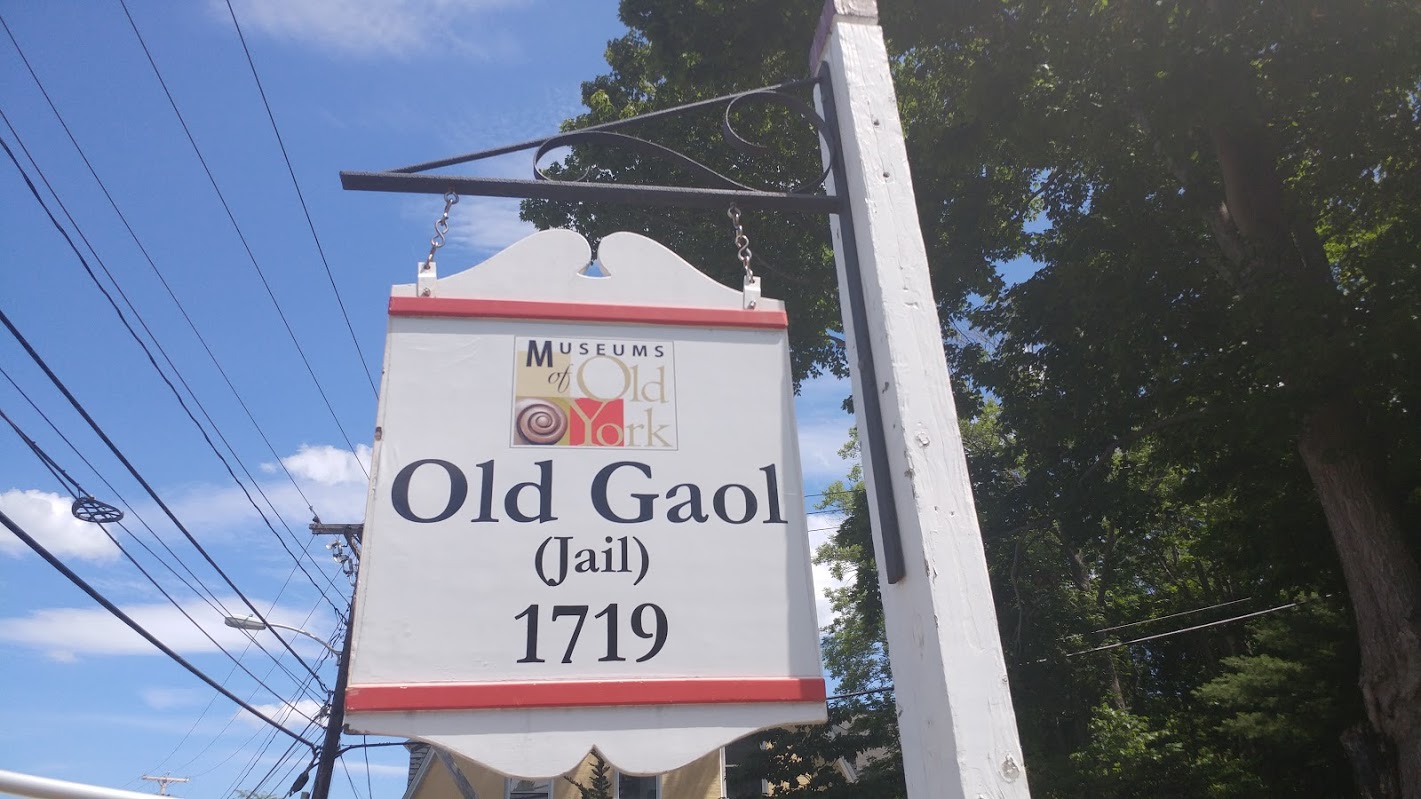 MUSEUMS
of Old
York
Old Gaol
(Jail)
1719